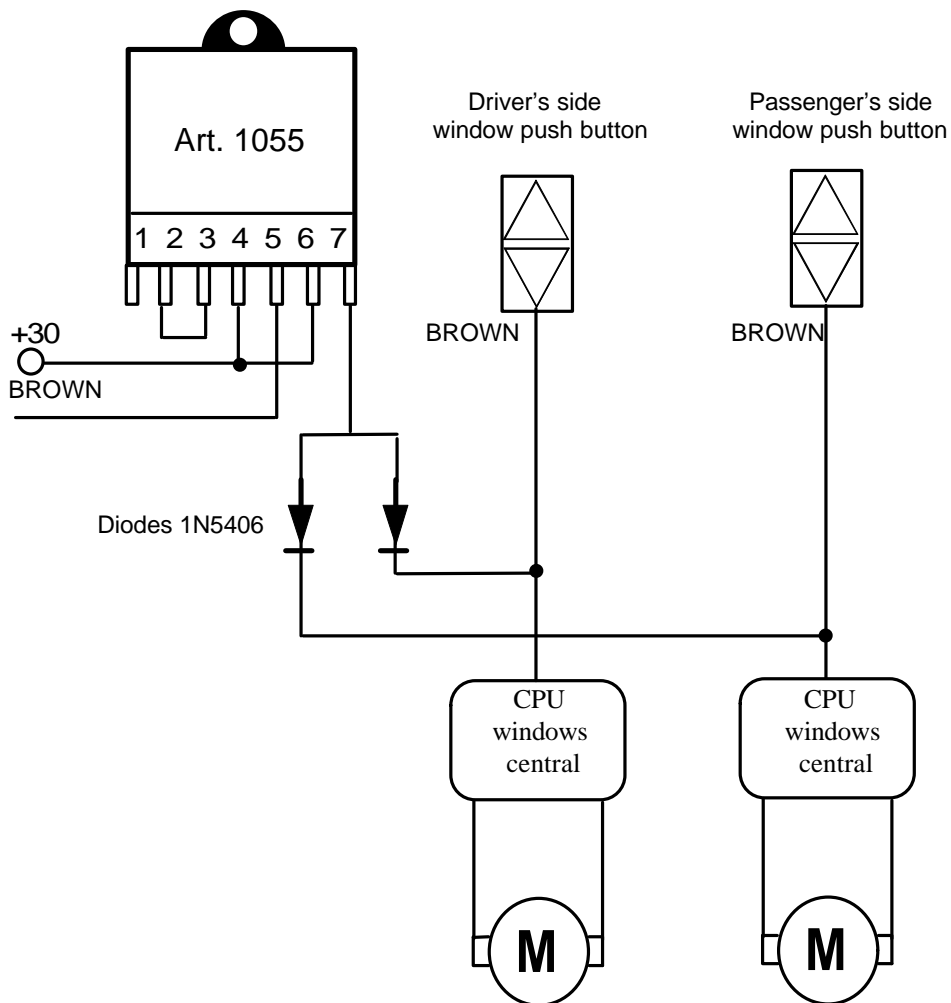 Art. 1055
1 2 3 4 5 6 7
Driver's side
window push button
Passenger's side
window push button
+30
BROWN
BROWN
BROWN
Diodes 1N5406
CPU
windows
central
CPU
windows
central
M
M